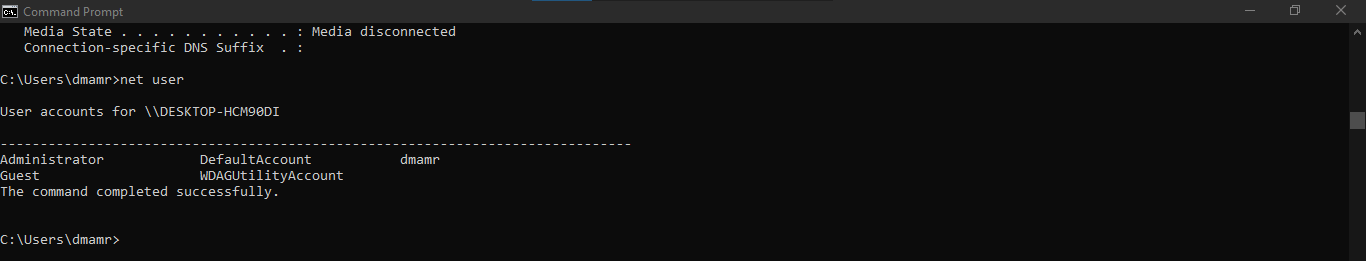 Command Prompt
Media State . . . . . . . . . . . : Media disconnected
Connection-specific DNS Suffix  . :
C:\Users\dmamr>net user
User accounts for \\DESKTOP-HCM90DI
-------------------------------------------------------------------------------
Administrator            DefaultAccount           dmamr
Guest                    WDAGUtilityAccount
The command completed successfully.
C:\Users\dmamr>